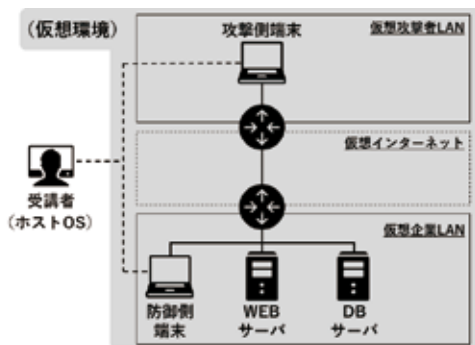 (仮想環境)
攻撃側端末
仮想攻撃者LAN
仮想インターネット
受講者
(ホストOS)
仮想企業LAN
防御側
端末
WEB
サーバ
DB
サーバ